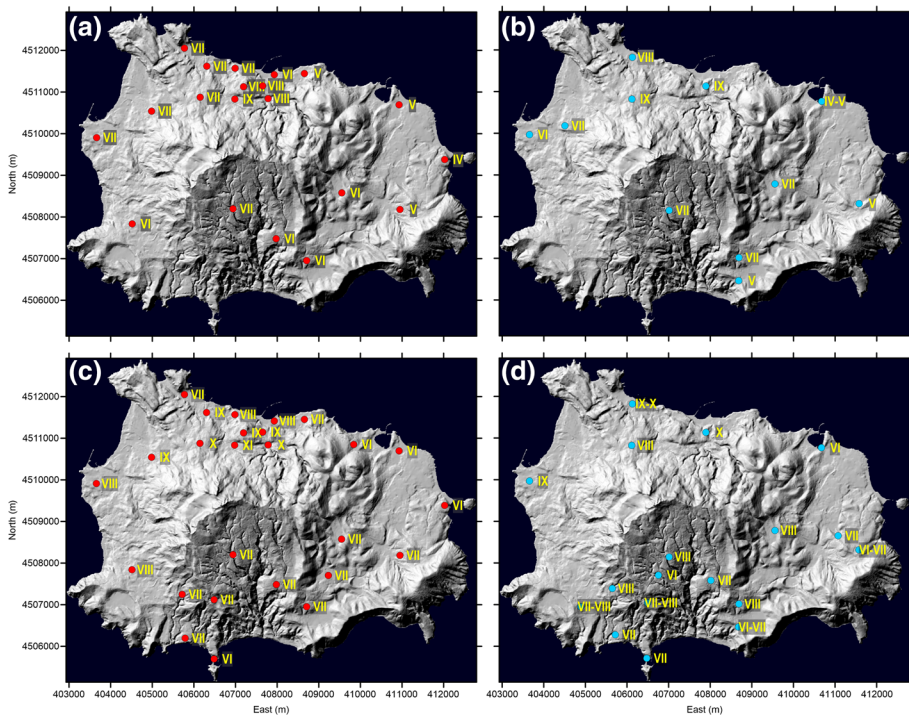 (a)
(b)
4512000
4511000
4510000
4509000
4508000
4507000
4506000
North (m)
VII
VII
VII
VI
V
VIII
VII
IX
VIII
V
VII
VII
IV
VI
V
VII
VI
VI
VI
VIII
IX
IX
IV-V
VII
VI
VII
V
VII
VII
V
(c)
(d)
4512000
4511000
4510000
4509000
4508000
4507000
4506000
North (m)
VII
IX
VIII
VIII
VII
IX
IX
X
XI
X
VI
VI
IX
VIII
VI
VII
VII
VII
VIII
VII
VII
VII
VII
VII
VII
VI
IX-X
X
VIII
VI
IX
VIII
VII
VI-VII
VIII
VI
VII
VIII
VII-VIII
VII-VIII
VIII
VI-VII
VII
VII
403000 404000 405000 406000 407000 408000 409000 410000 411000 412000
403000 404000 405000 406000 407000 408000 409000 410000 411000 412000
East (m)
East (m)